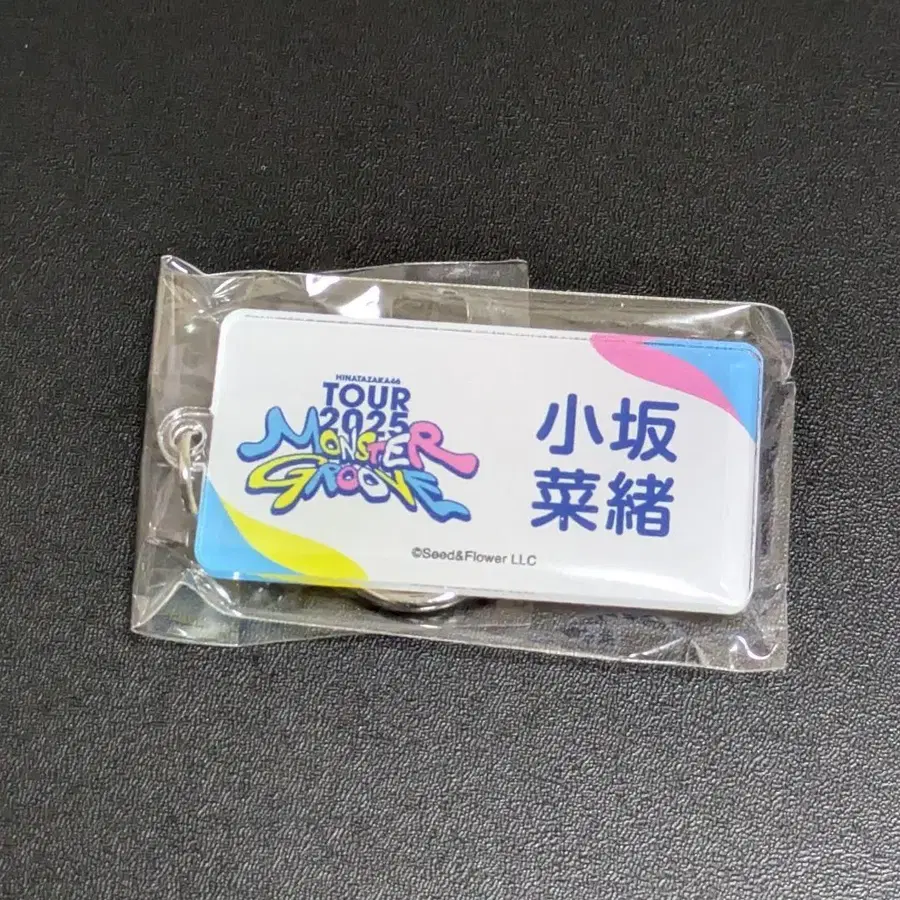 HINATAZAKA46
TOUR
2025
MONSTER
GROOVE
小坂
菜緒
©Seed&Flower LLC